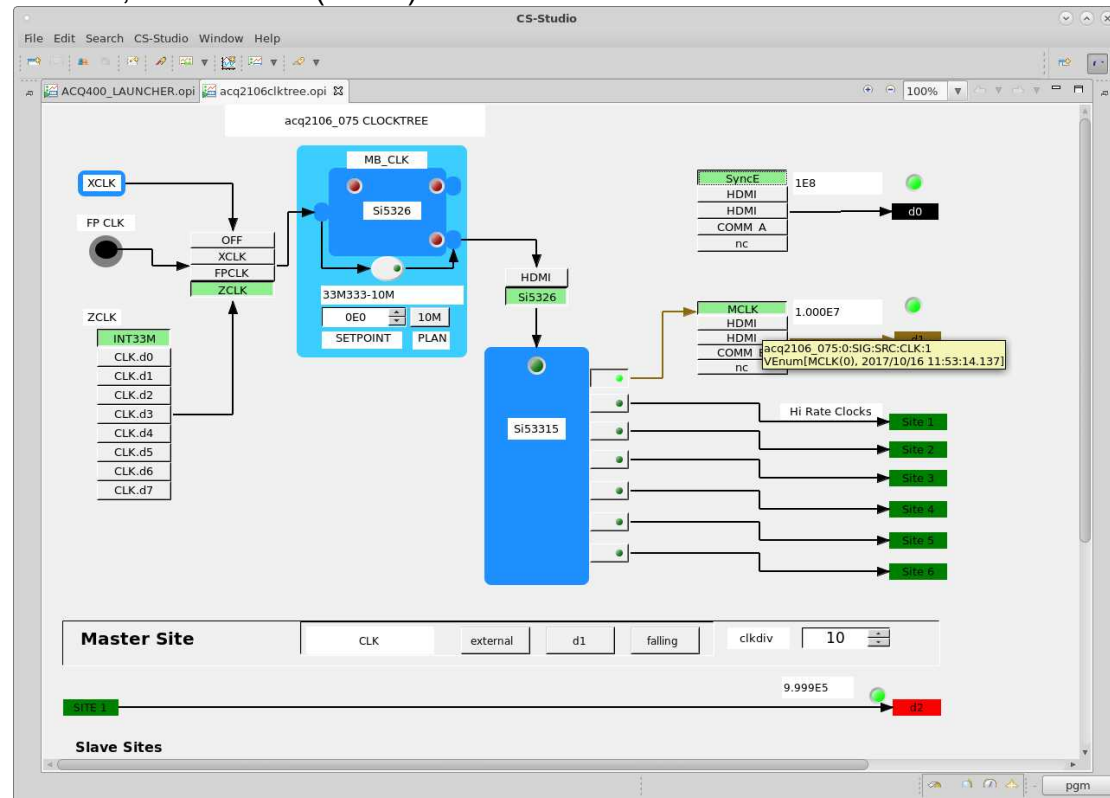 CS-Studio
File Edit Search CS-Studio Window Help
ACQ400_LAUNCHER.opi acq2106clktree.opi
100%
acq2106_075 CLOCKTREE
MB_CLK
XCLK
Si5326
FP CLK
OFF
XCLK
FPCLK
ZCLK
33M333-10M
0E0 10M
SETPOINT PLAN
HDMI
Si5326
SyncE
HDMI
HDMI
COMM A
nc
1E8
d0
ZCLK
INT33M
CLK.d0
CLK.d1
CLK.d2
CLK.d3
CLK.d4
CLK.d5
CLK.d6
CLK.d7
MCLK
HDMI
HDMI
COMM
nc
1.000E7
d1
acq2106_075:0:SIG:SRC:CLK:1
VEnum[MCLK(0), 2017/10/16 11:53:14.137]
Si53315
Hi Rate Clocks
Site 1
Site 2
Site 3
Site 4
Site 5
Site 6
Master Site CLK external d1 falling clkdiv 10
9.999E5
SITE 1 d2
Slave Sites
pgm